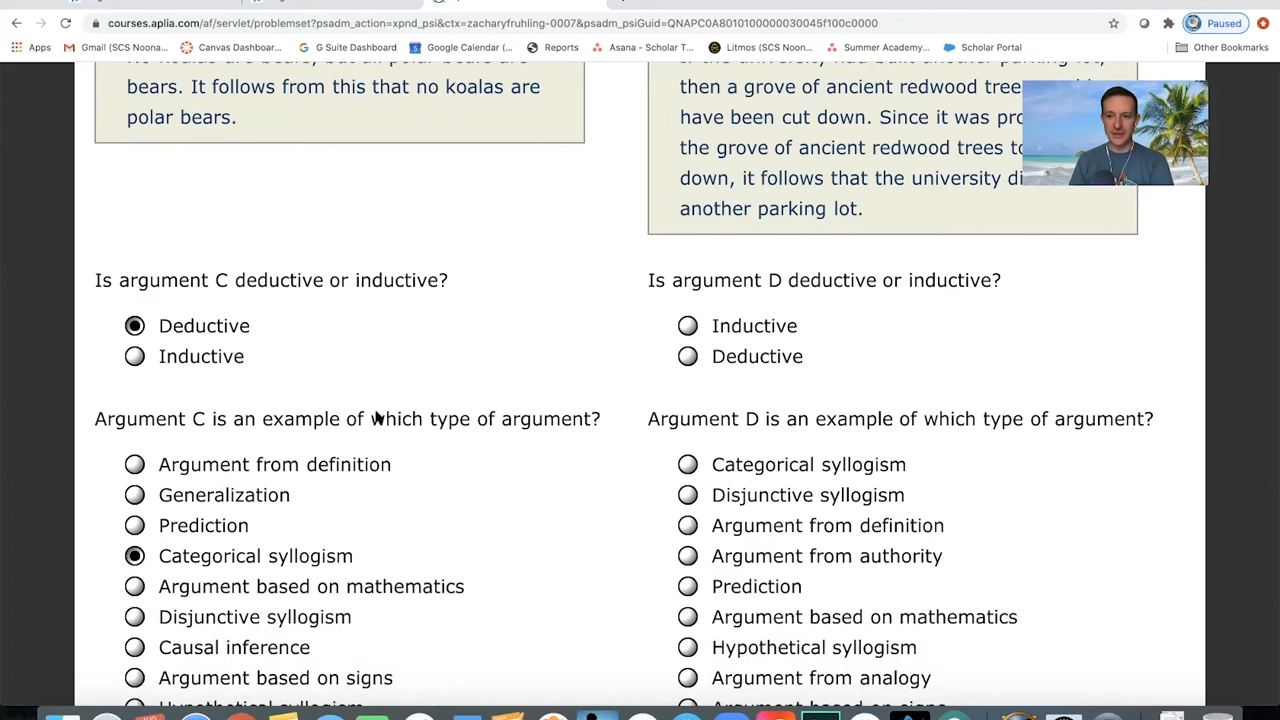 courses.aplia.com/af/servlet/problemset?psadm_action=xpnd_psi&ctx=zacharyfruhling-0007&psadm_psiGuid=QNAPC0A8010100000030045f100c0000
Paused
Apps
Gmail (SCS Noona...
Canvas Dashboar...
G Suite Dashboard
Google Calendar (...
Reports
Asana - Scholar T...
Litmos (SCS Noon...
Summer Academy...
Scholar Portal
Other Bookmarks
bears. It follows from this that no koalas are
polar bears.
then a grove of ancient redwood tree
have been cut down. Since it was pro
the grove of ancient redwood trees to
down, it follows that the university di
another parking lot.
Is argument C deductive or inductive?
Deductive
Inductive
Argument C is an example of which type of argument?
Argument from definition
Generalization
Prediction
Categorical syllogism
Argument based on mathematics
Disjunctive syllogism
Causal inference
Argument based on signs
Is argument D deductive or inductive?
Inductive
Deductive
Argument D is an example of which type of argument?
Categorical syllogism
Disjunctive syllogism
Argument from definition
Argument from authority
Prediction
Argument based on mathematics
Hypothetical syllogism
Argument from analogy